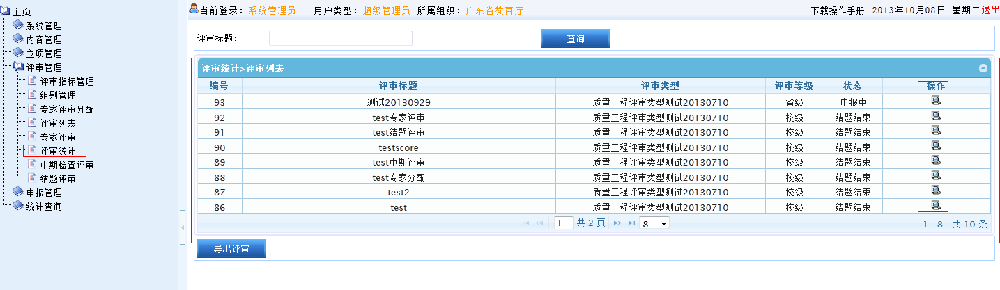 主页
系统管理
内容管理
立项管理
评审管理
评审指标管理
组别管理
专家评审分配
评审列表
专家评审
评审统计
中期检查评审
结题评审
申报管理
统计查询
当前登录：系统管理员 用户类型：超级管理员 所属组织：广东省教育厅 下载操作手册 2013年10月08日 星期二 退出
评审标题： 查询
评审统计>评审列表
编号 评审标题 评审类型 评审等级 状态 操作
93 测试20130929 质量工程评审类型测试20130710 省级 申报中
92 test专家评审 质量工程评审类型测试20130710 校级 结题结束
91 test结题评审 质量工程评审类型测试20130710 校级 结题结束
90 testscore 质量工程评审类型测试20130710 校级 结题结束
89 test中期评审 质量工程评审类型测试20130710 校级 结题结束
88 test专家分配 质量工程评审类型测试20130710 校级 结题结束
87 test2 质量工程评审类型测试20130710 校级 结题结束
86 test 质量工程评审类型测试20130710 校级 结题结束
1 共 2 页 8 1 - 8 共 10 条
导出评审